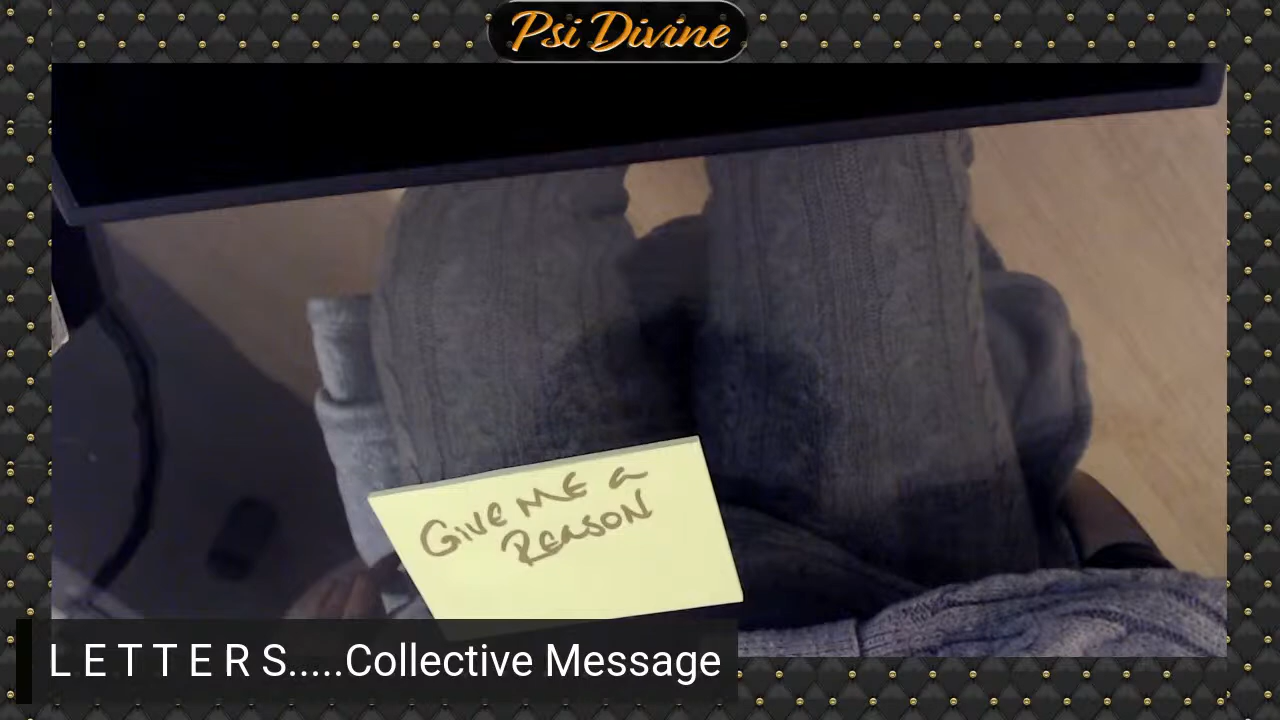 Psi Divine
GIVE ME a
REASON
L E T T E R S.....Collective Message